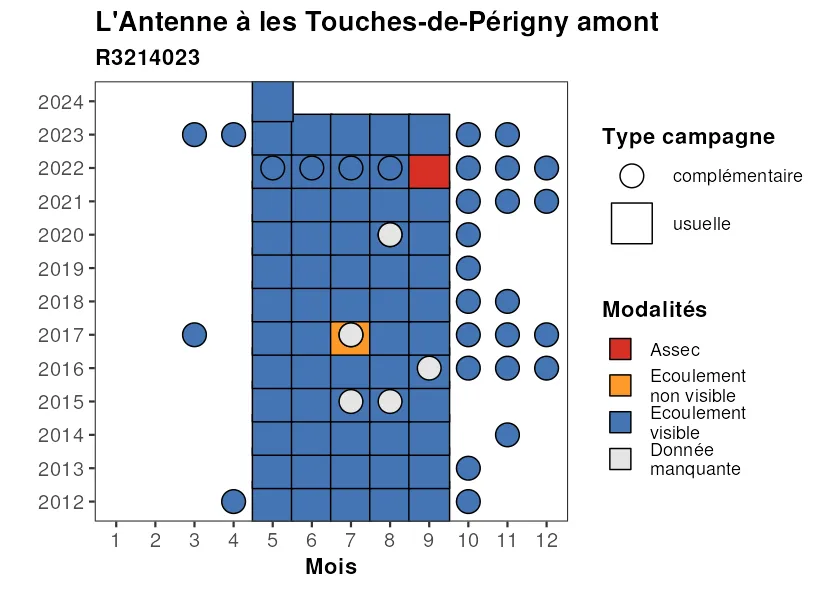 L'Antenne à les Touches-de-Périgny amont
R3214023
2024
2023
2022
2021
2020
2019
2018
2017
2016
2015
2014
2013
2012
1 2 3 4 5 6 7 8 9 10 11 12
Mois
Type campagne
complémentaire
usuelle
Modalités
Assec
Ecoulement
non visible
Ecoulement
visible
Donnée
manquante